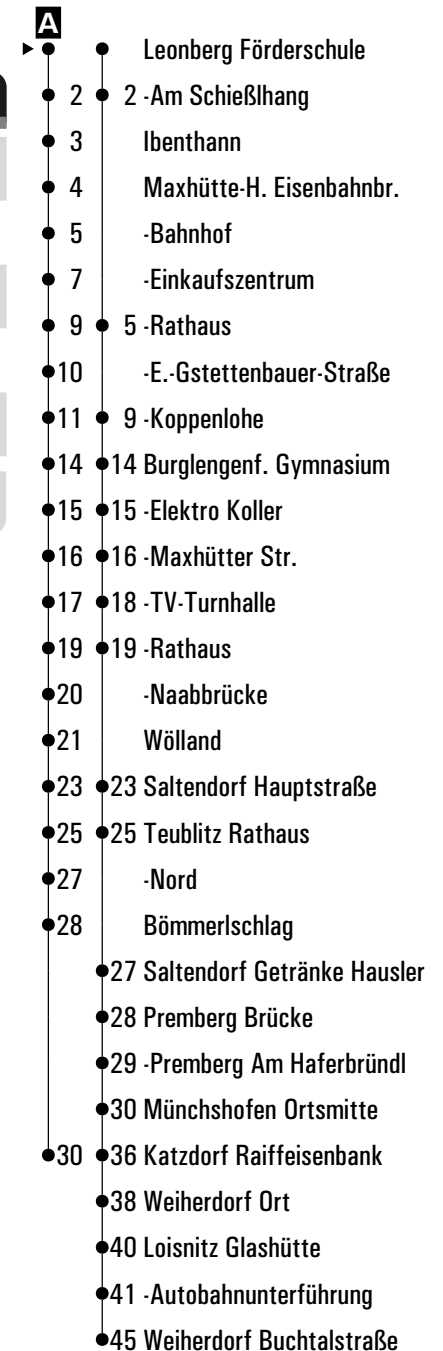 A
Leonberg Förderschule
2 2 -Am Schießlhang
3 Ibenthann
4 Maxhütte-H. Eisenbahnbr.
5 -Bahnhof
7 -Einkaufszentrum
9 5 -Rathaus
10 -E.-Gstettenbauer-Straße
11 9 -Koppenlohe
14 14 Burglengenf. Gymnasium
15 15 -Elektro Koller
16 16 -Maxhütter Str.
17 18 -TV-Turnhalle
19 19 -Rathaus
20 -Naabbrücke
21 Wölland
23 23 Saltendorf Hauptstraße
25 25 Teublitz Rathaus
27 -Nord
28 Bömmerlschlag
27 Saltendorf Getränke Hausler
28 Premberg Brücke
29 -Premberg Am Haferbründl
30 Münchshofen Ortsmitte
30 36 Katzdorf Raiffeisenbank
38 Weiherdorf Ort
40 Loisnitz Glashütte
41 -Autobahnunterführung
45 Weiherdorf Buchtalstraße